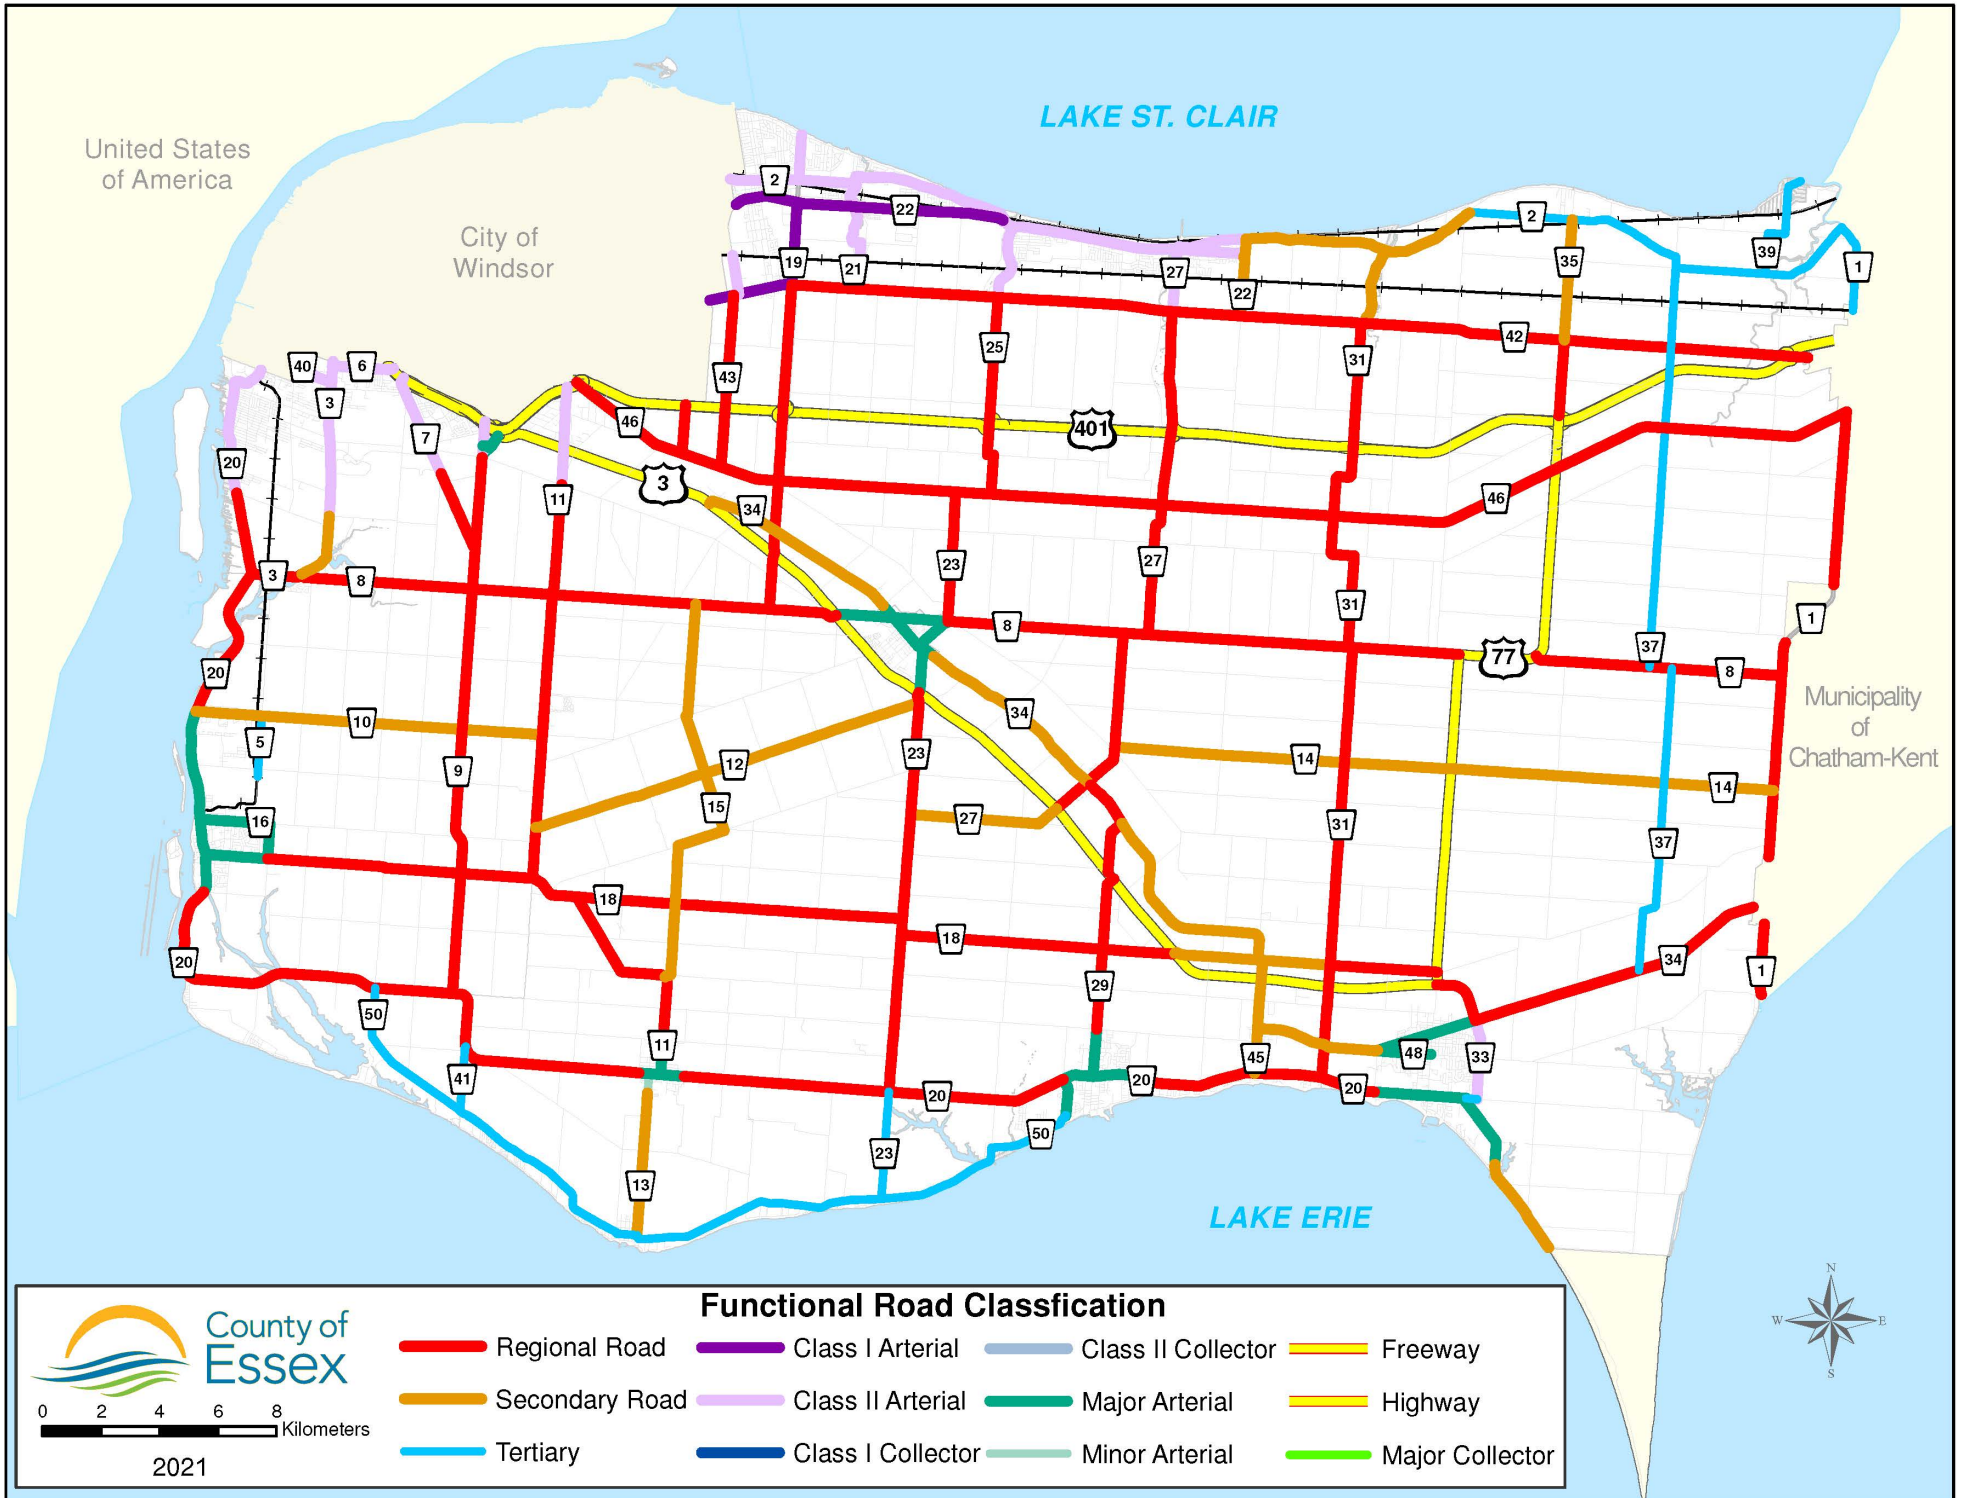 LAKE ST. CLAIR
United States
of America
2
22
City of
Windsor
2
39
1
19
21
27
35
22
42
25
31
40
6
3
43
7
46
401
20
3
11
34
46
3
8
23
27
31
1
8
20
77
37
8
34
10
5
9
12
23
14
14
Municipality
of
Chatham-Kent
15
16
27
31
37
18
18
20
34
1
29
50
11
48
33
45
41
20
20
20
50
23
13
LAKE ERIE
N
W
E
S
County of
Essex
0 2 4 6 8
Kilometers
2021
Functional Road Classfication
Regional Road
Class I Arterial
Class II Collector
Freeway
Secondary Road
Class II Arterial
Major Arterial
Highway
Tertiary
Class I Collector
Minor Arterial
Major Collector